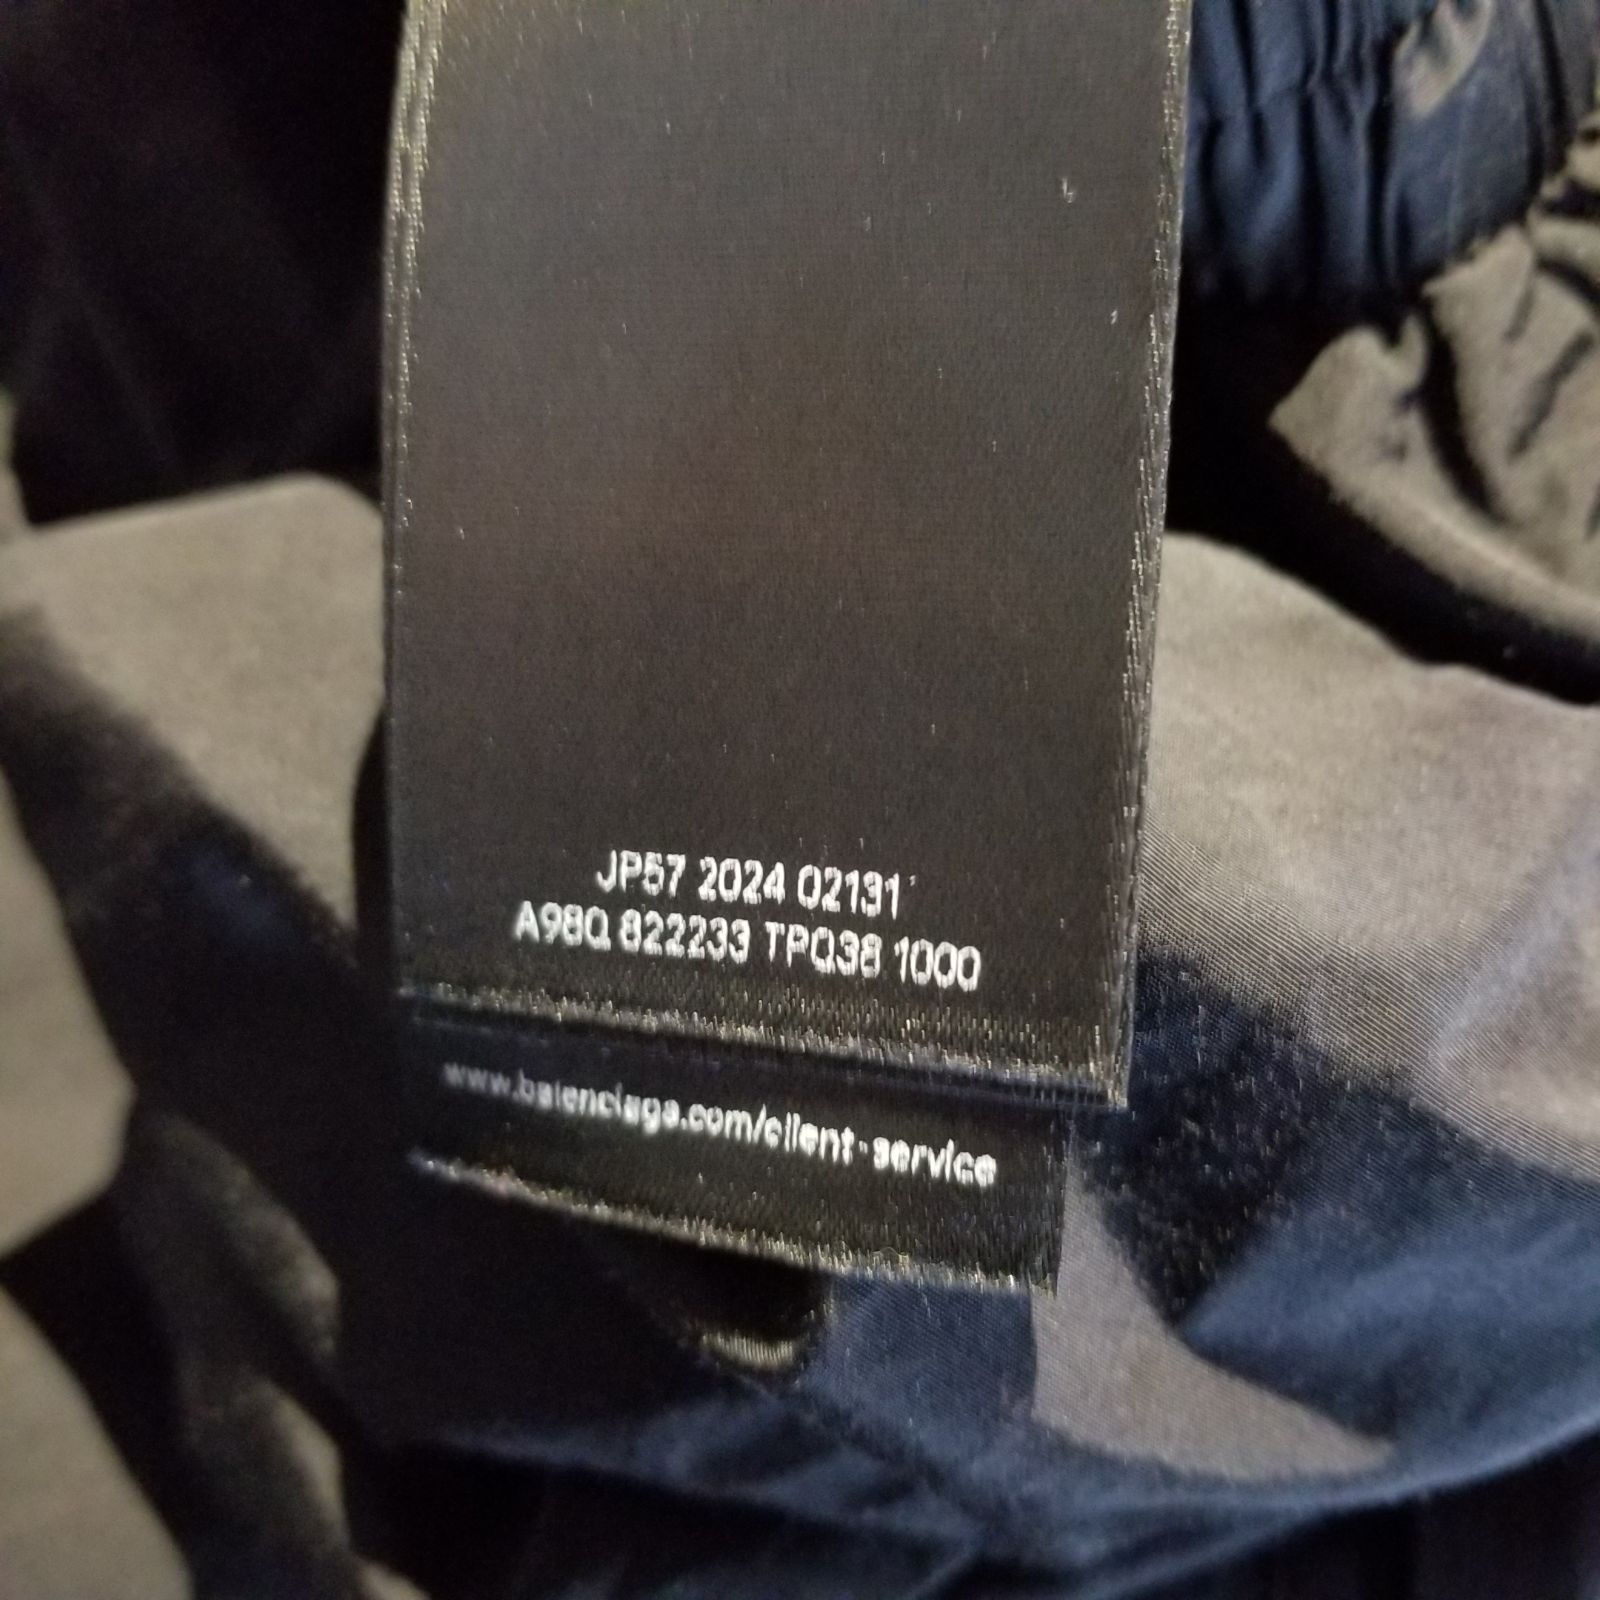 JP57 2024 02131
A98Q 822233 TPQ38 1000
www.balenciaga.com/client-service